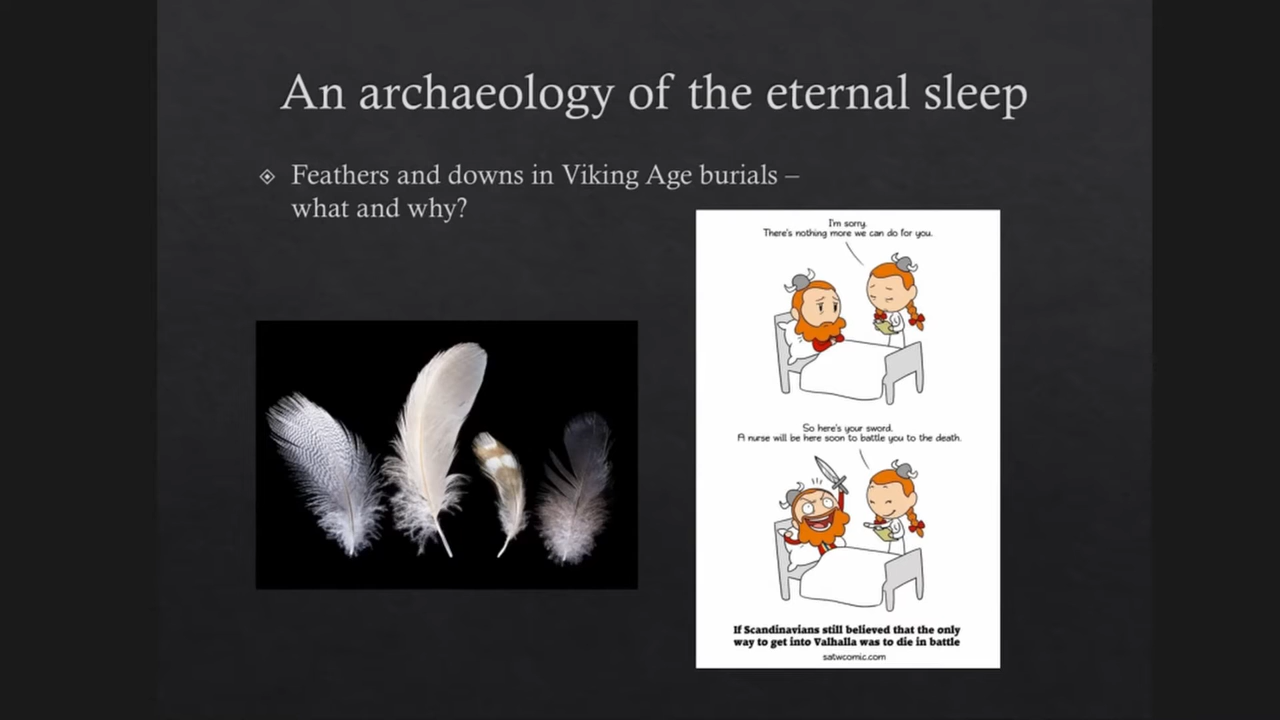 An archaeology of the eternal sleep
Feathers and downs in Viking Age burials –
what and why?
I'm sorry.
There's nothing more we can do for you.
So here's your sword.
A nurse will be here soon to battle you to the death.
If Scandinavians still believed that the only
way to get into Valhalla was to die in battle
satwcomic.com